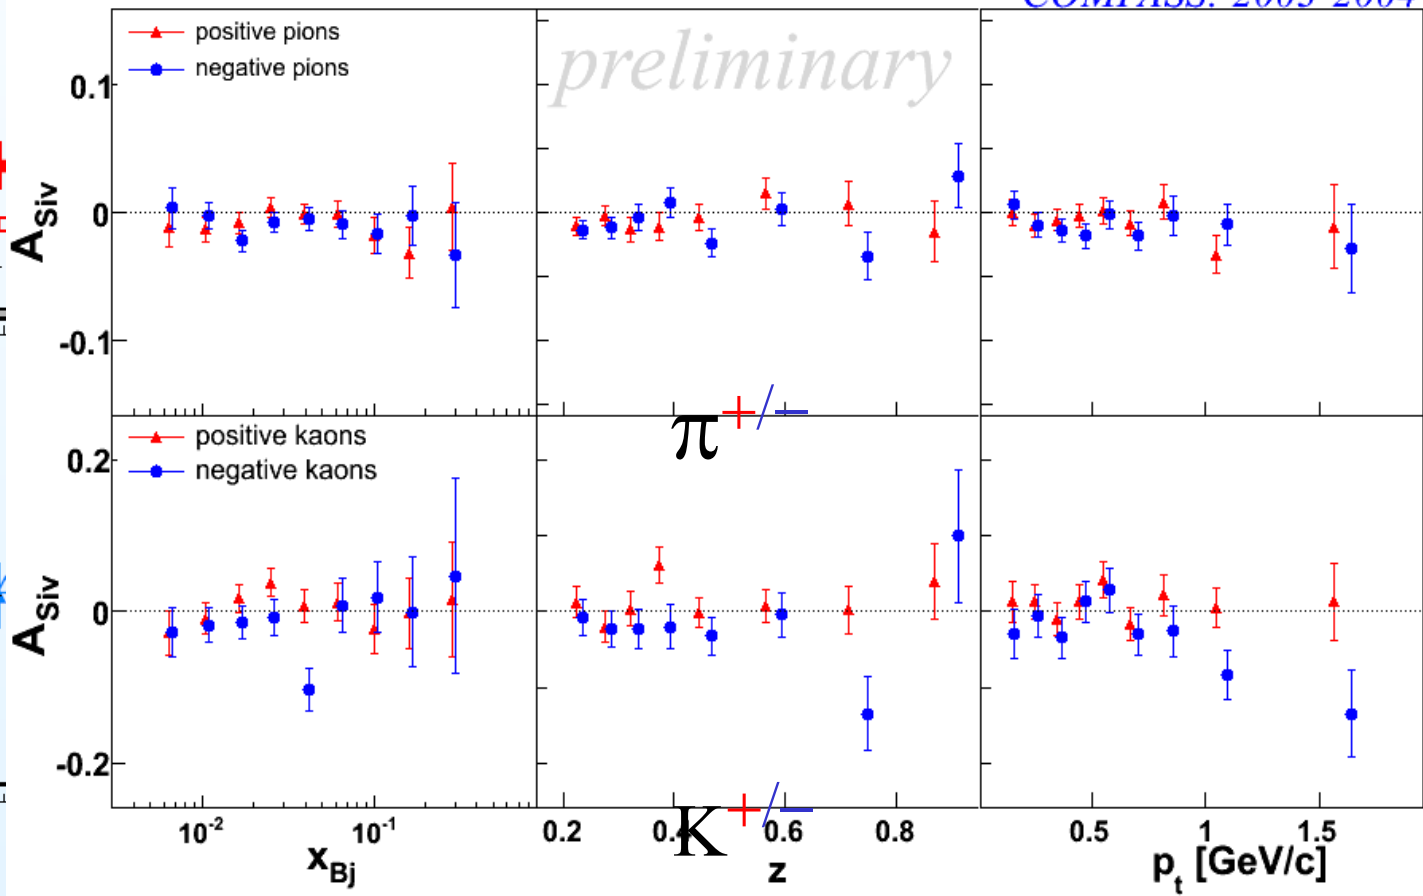 COMPASS: 2003-2004
positive pions
negative pions
preliminary
0.1
0
-0.1
A_Siv
π+/-
positive kaons
negative kaons
0.2
0
-0.2
A_Siv
K+/-
10^-2 10^-1
x_Bj
0.2 0.4 0.6 0.8
z
0.5 1 1.5
p_t [GeV/c]